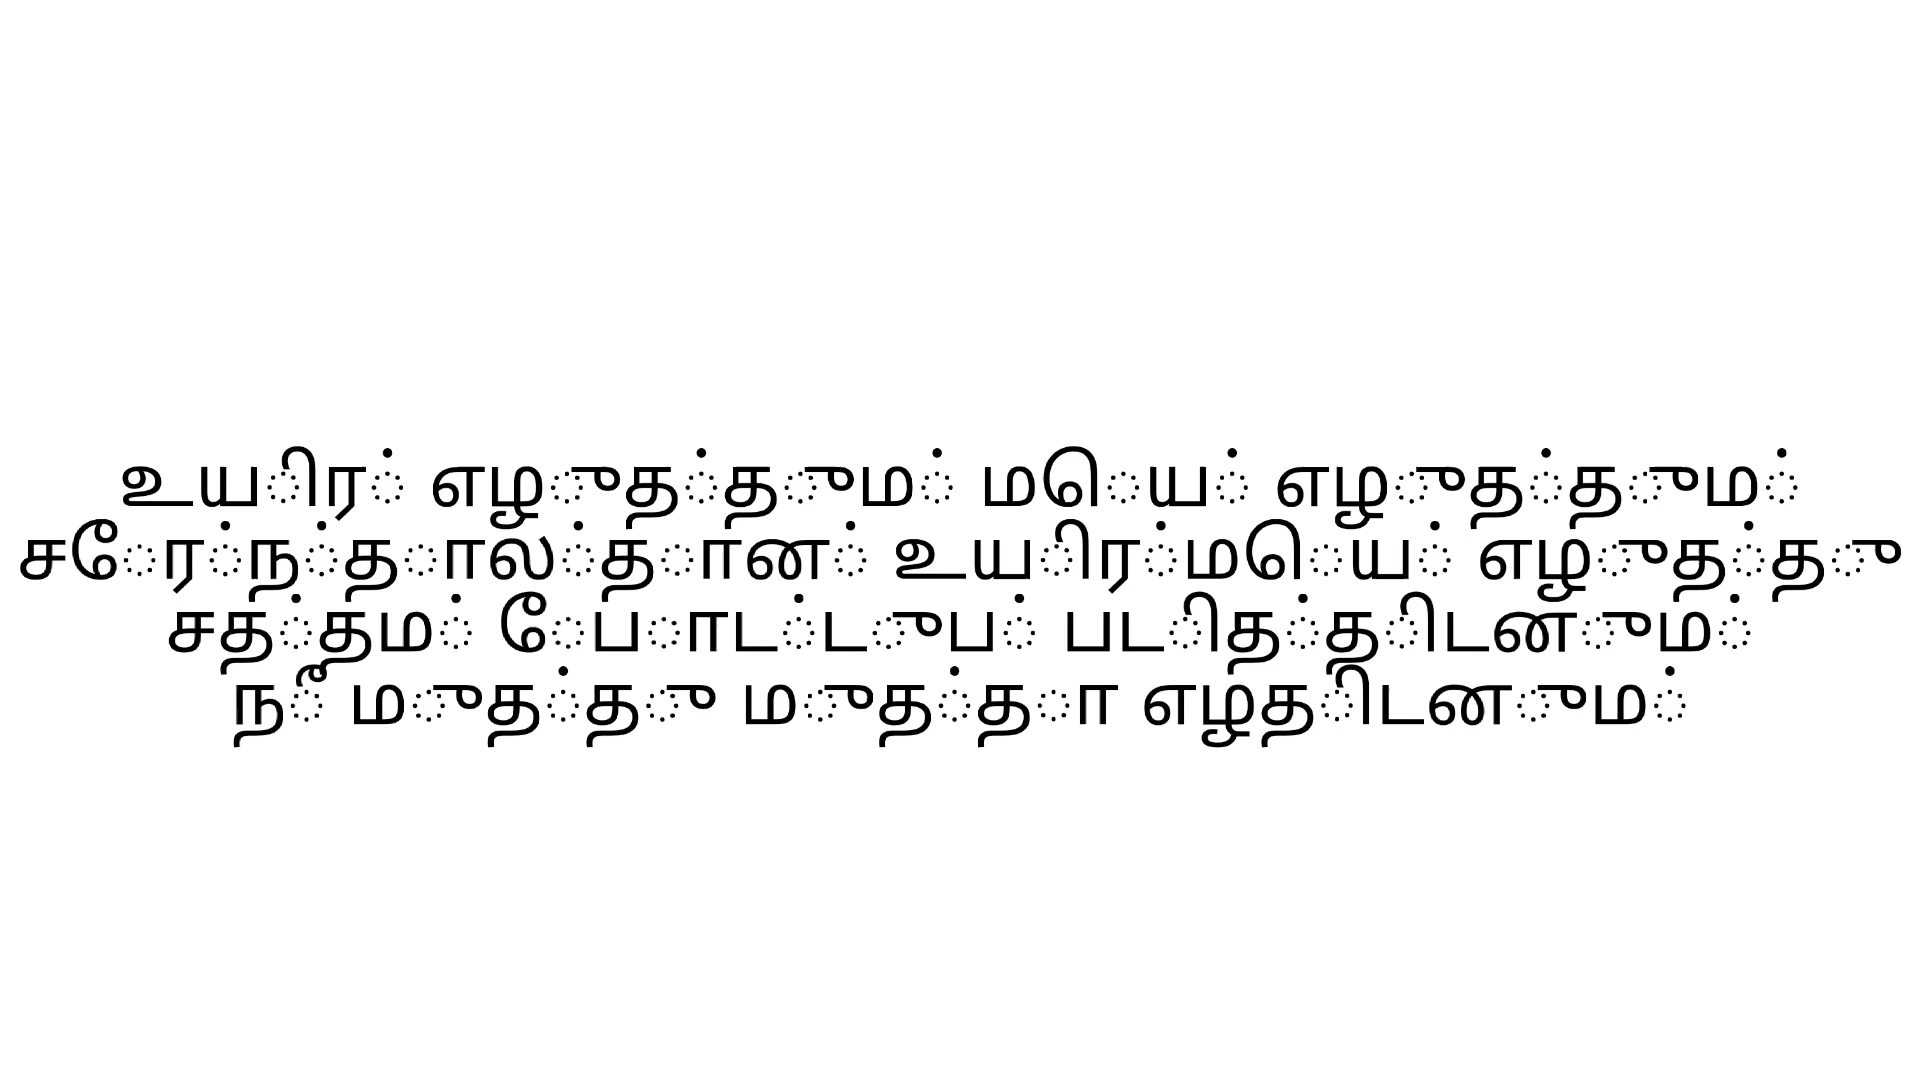 உயிர் எழுத்தும் மெய் எழுத்தும்
சேர்ந்தால்தான் உயிர்மெய் எழுத்து
சத்தம் போட்டுப் படித்திடனும்
நீ முத்து முத்தா எழதிடனும்